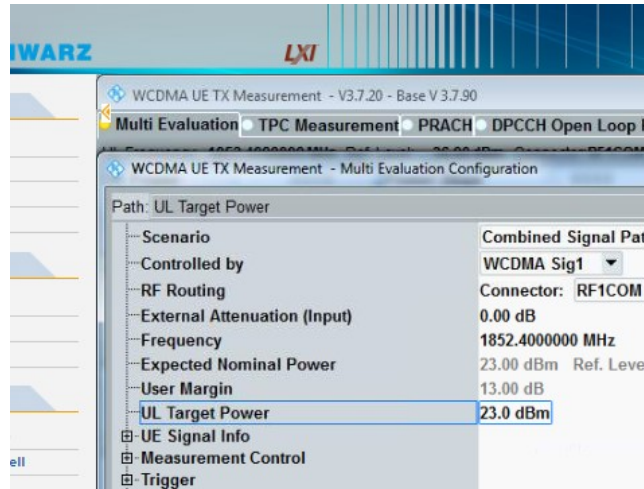 WARZ
LXI
WCDMA UE TX Measurement - V3.7.20 - Base V 3.7.90
Multi Evaluation TPC Measurement PRACH DPCCH Open Loop
WCDMA UE TX Measurement - Multi Evaluation Configuration
Path: UL Target Power
Scenario Combined Signal Pat
Controlled by WCDMA Sig1
RF Routing Connector: RF1COM
External Attenuation (Input) 0.00 dB
Frequency 1852.4000000 MHz
Expected Nominal Power 23.00 dBm Ref. Leve
User Margin 13.00 dB
UL Target Power 23.0 dBm
UE Signal Info
ell
Measurement Control
Trigger